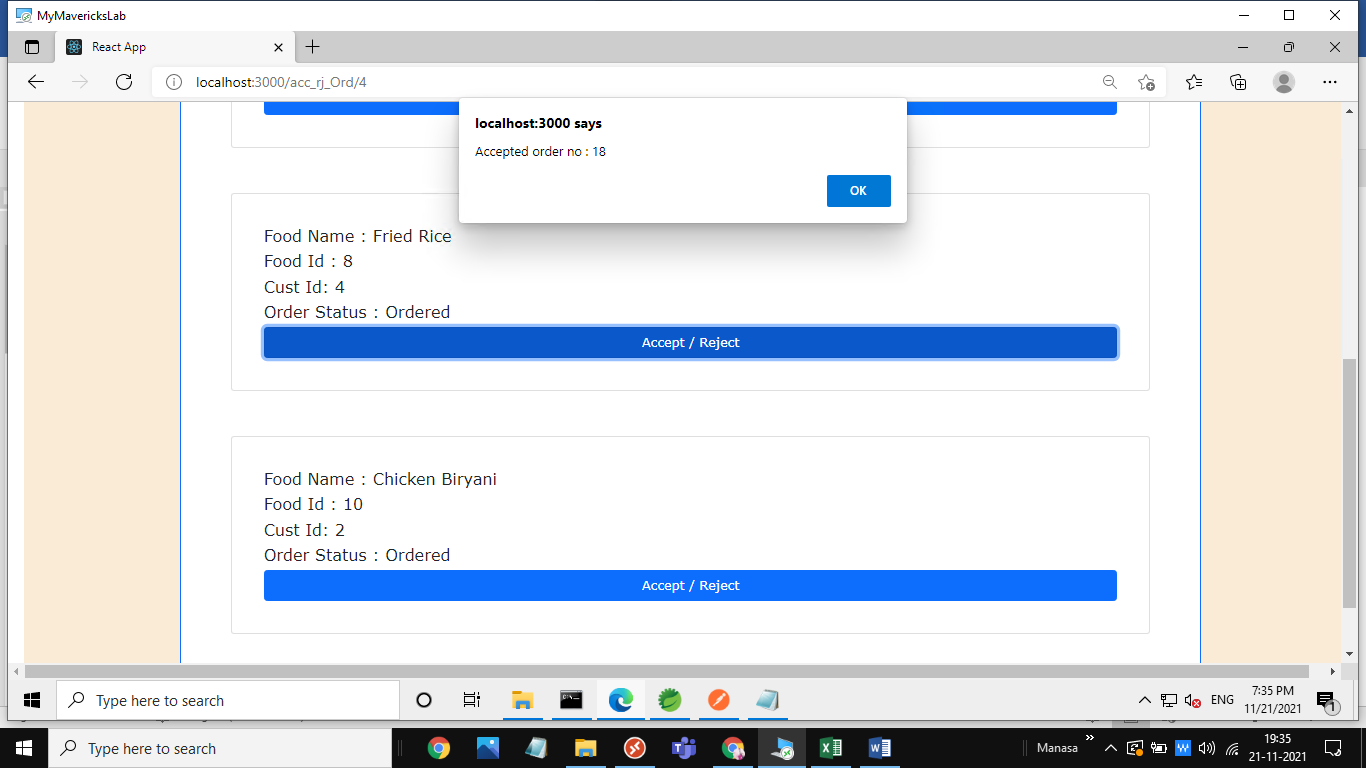 MyMavericksLab
React App
localhost:3000/acc_rj_Ord/4
localhost:3000 says
Accepted order no : 18
OK
Food Name : Fried Rice
Food Id : 8
Cust Id: 4
Order Status : Ordered
Accept / Reject
Food Name : Chicken Biryani
Food Id : 10
Cust Id: 2
Order Status : Ordered
Accept / Reject
Type here to search
ENG
7:35 PM
11/21/2021
1
Type here to search
Manasa
19:35
21-11-2021